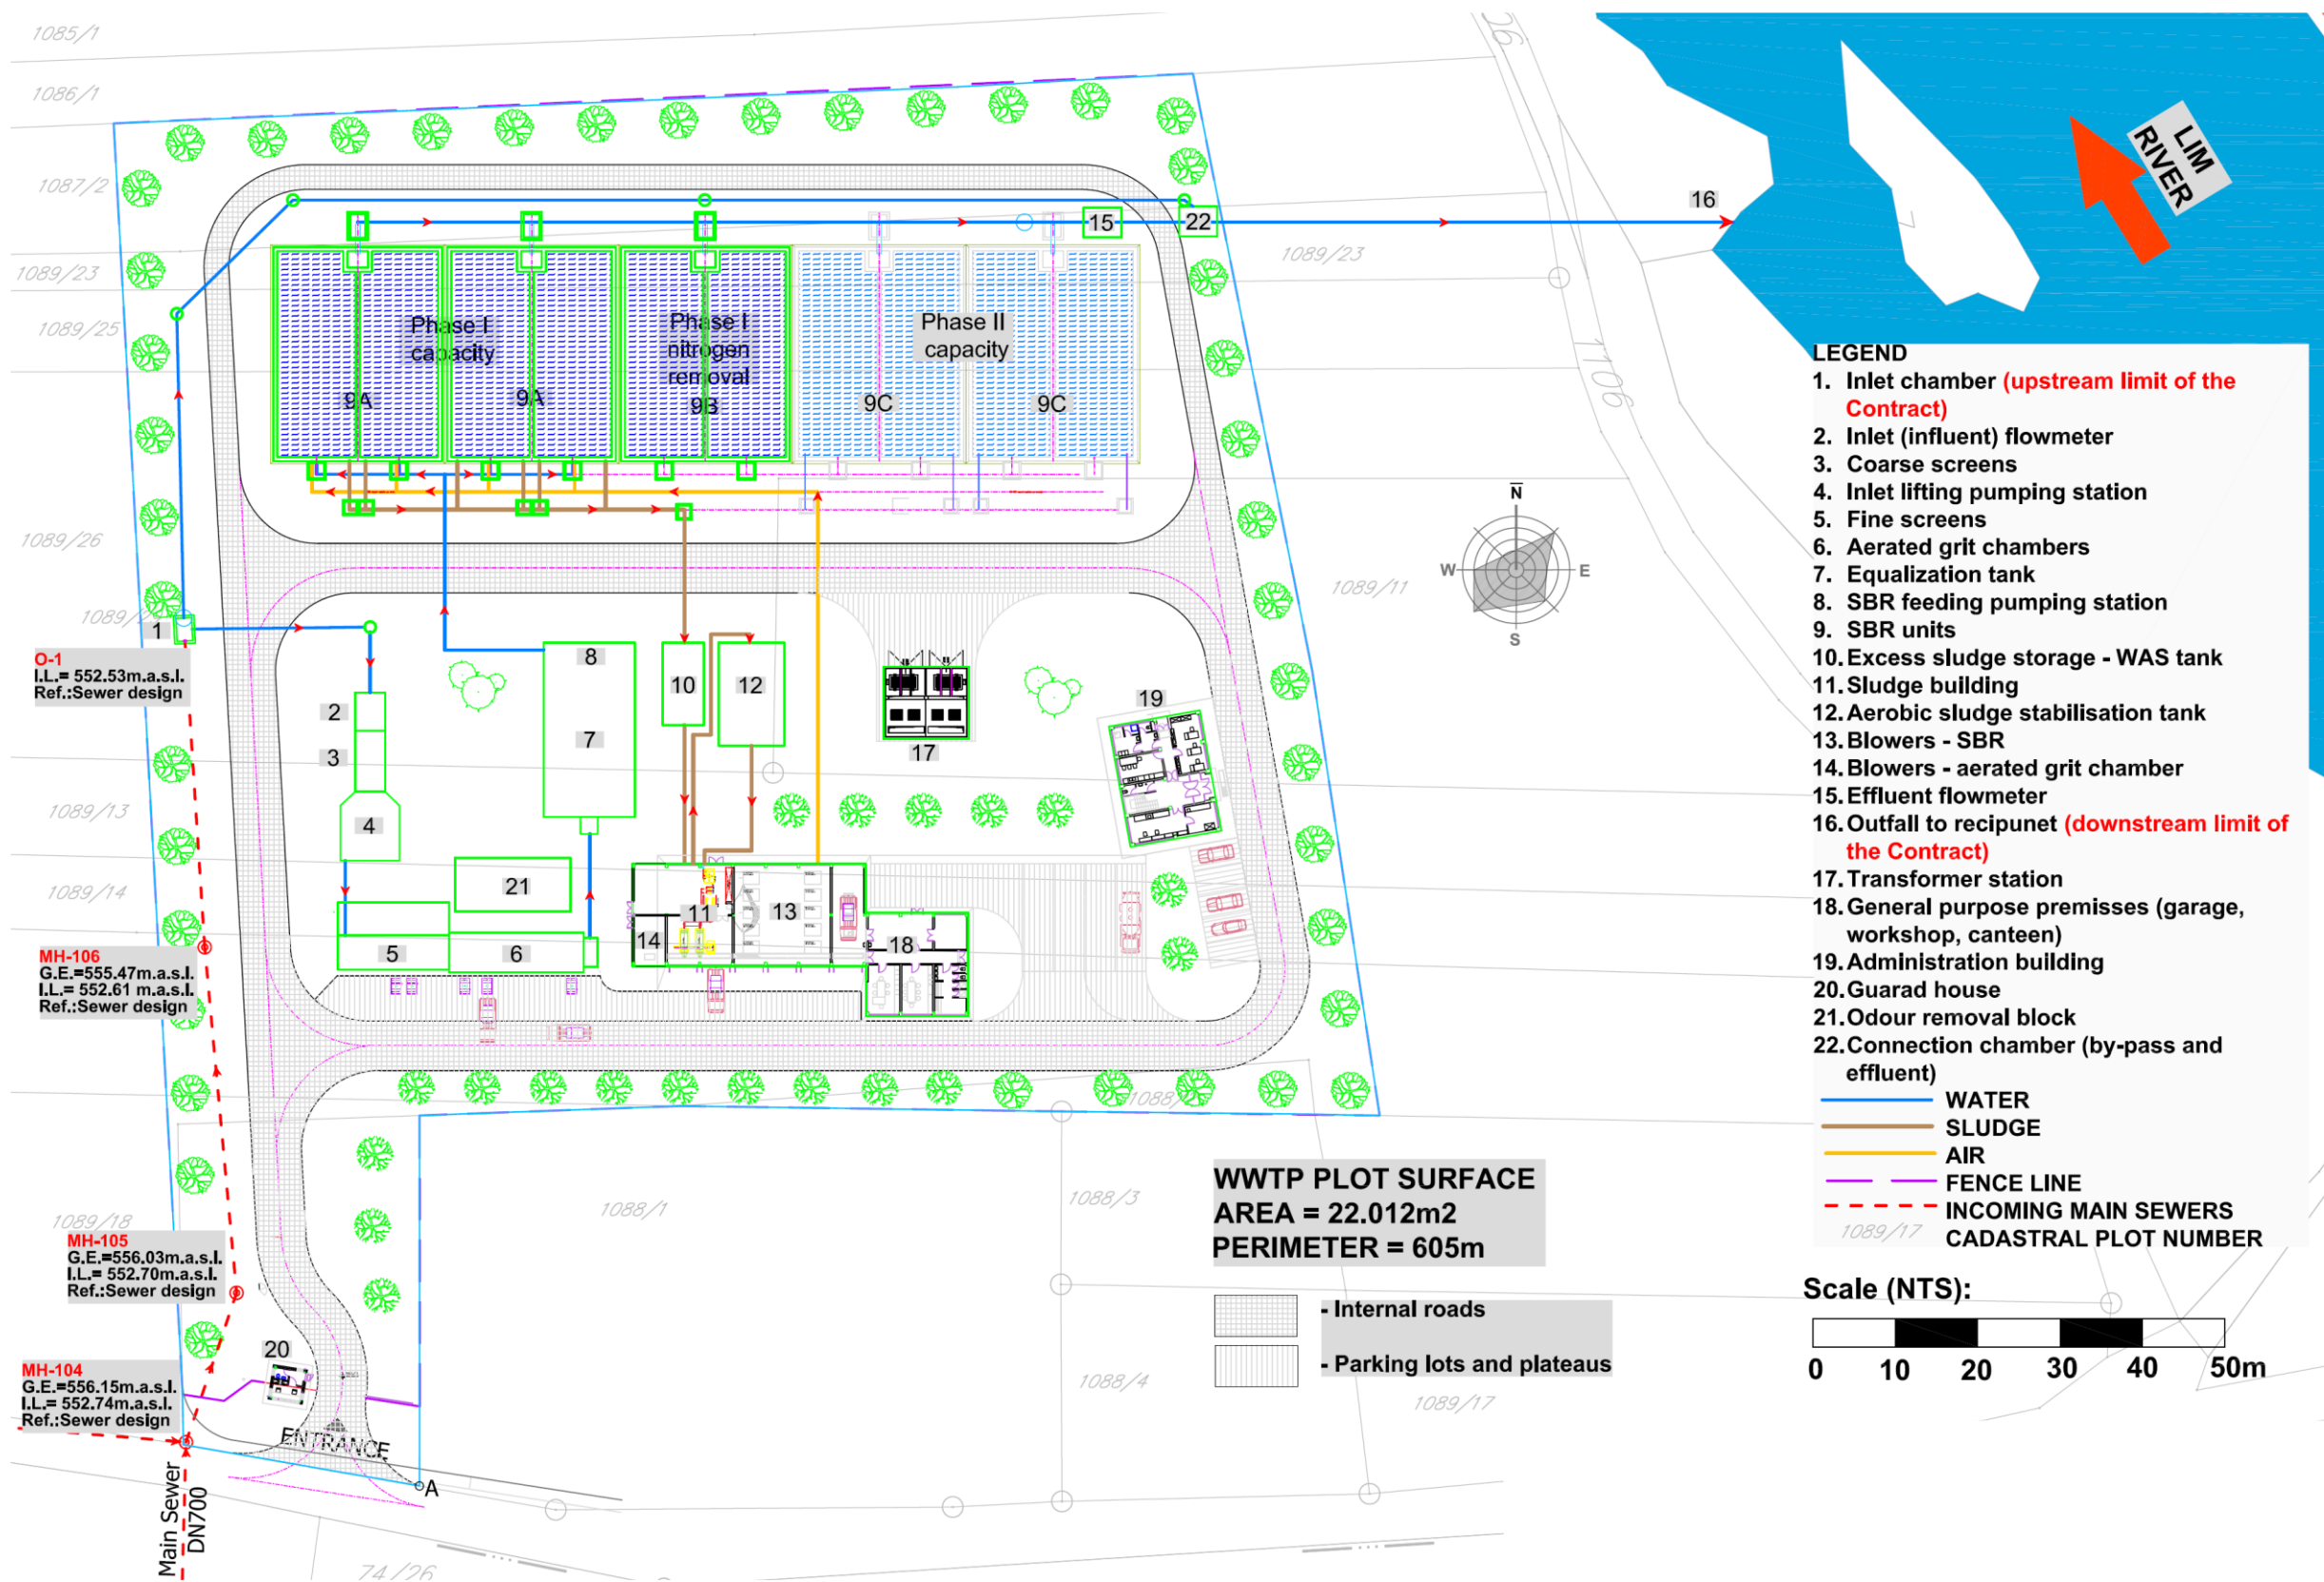 1085/1
1086/1
1087/2
1089/23
1089/25
1089/26
1089/13
1089/14
1089/18
26
1106
7
1089/23
1089/11
1088/1
1088/3
1088/4
1089/17
1089/17
74/26
LIM
RIVER
16
15
22
Phase I
capacity
Phase I
nitrogen
removal
Phase II
capacity
9A
9A
9B
9C
9C
N
W
E
S
1
2
3
4
5
6
7
8
10
12
11
13
14
17
18
19
20
21
O-1
I.L.= 552.53m.a.s.l.
Ref.:Sewer design
MH-106
G.E.=555.47m.a.s.l.
I.L.= 552.61 m.a.s.l.
Ref.:Sewer design
MH-105
G.E.=556.03m.a.s.l.
I.L.= 552.70m.a.s.l.
Ref.:Sewer design
MH-104
G.E.=556.15m.a.s.l.
I.L.= 552.74m.a.s.l.
Ref.:Sewer design
ENTRANCE
A
Main Sewer
DN700
WWTP PLOT SURFACE
AREA = 22.012m2
PERIMETER = 605m
- Internal roads
- Parking lots and plateaus
LEGEND
1. Inlet chamber (upstream limit of the
Contract)
2. Inlet (influent) flowmeter
3. Coarse screens
4. Inlet lifting pumping station
5. Fine screens
6. Aerated grit chambers
7. Equalization tank
8. SBR feeding pumping station
9. SBR units
10. Excess sludge storage - WAS tank
11. Sludge building
12. Aerobic sludge stabilisation tank
13. Blowers - SBR
14. Blowers - aerated grit chamber
15. Effluent flowmeter
16. Outfall to recipunet (downstream limit of
the Contract)
17. Transformer station
18. General purpose premisses (garage,
workshop, canteen)
19. Administration building
20. Guarad house
21. Odour removal block
22. Connection chamber (by-pass and
effluent)
WATER
SLUDGE
AIR
FENCE LINE
INCOMING MAIN SEWERS
CADASTRAL PLOT NUMBER
Scale (NTS):
0 10 20 30 40 50m